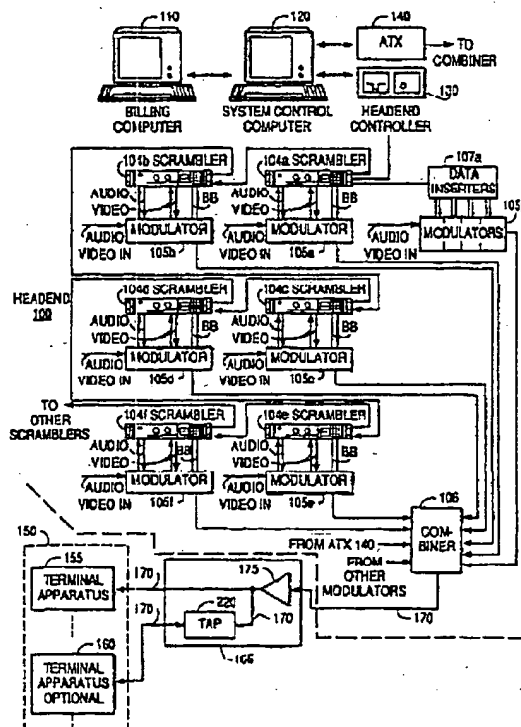 110
120
140
ATX
TO COMBINER
130
BILLING COMPUTER
SYSTEM CONTROL COMPUTER
HEADEND CONTROLLER
104b SCRAMBLER
104a SCRAMBLER
107a
DATA INSERTERS
AUDIO
VIDEO
BB
AUDIO
VIDEO
BB
MODULATOR
MODULATOR
MODULATORS
105
AUDIO
VIDEO IN
105b
AUDIO
VIDEO IN
105a
AUDIO
VIDEO IN
HEADEND
100
104d SCRAMBLER
104c SCRAMBLER
AUDIO
VIDEO
BB
AUDIO
VIDEO
BB
MODULATOR
MODULATOR
AUDIO
VIDEO IN
105d
AUDIO
VIDEO IN
105c
TO OTHER SCRAMBLERS
104f SCRAMBLER
104e SCRAMBLER
AUDIO
VIDEO
BB
AUDIO
VIDEO
BB
MODULATOR
MODULATOR
AUDIO
VIDEO IN
105f
AUDIO
VIDEO IN
105e
106
COM-
BINER
FROM ATX 140
FROM OTHER MODULATORS
170
150
155
TERMINAL APPARATUS
170
175
220
TAP
170
170
160
TERMINAL APPARATUS OPTIONAL